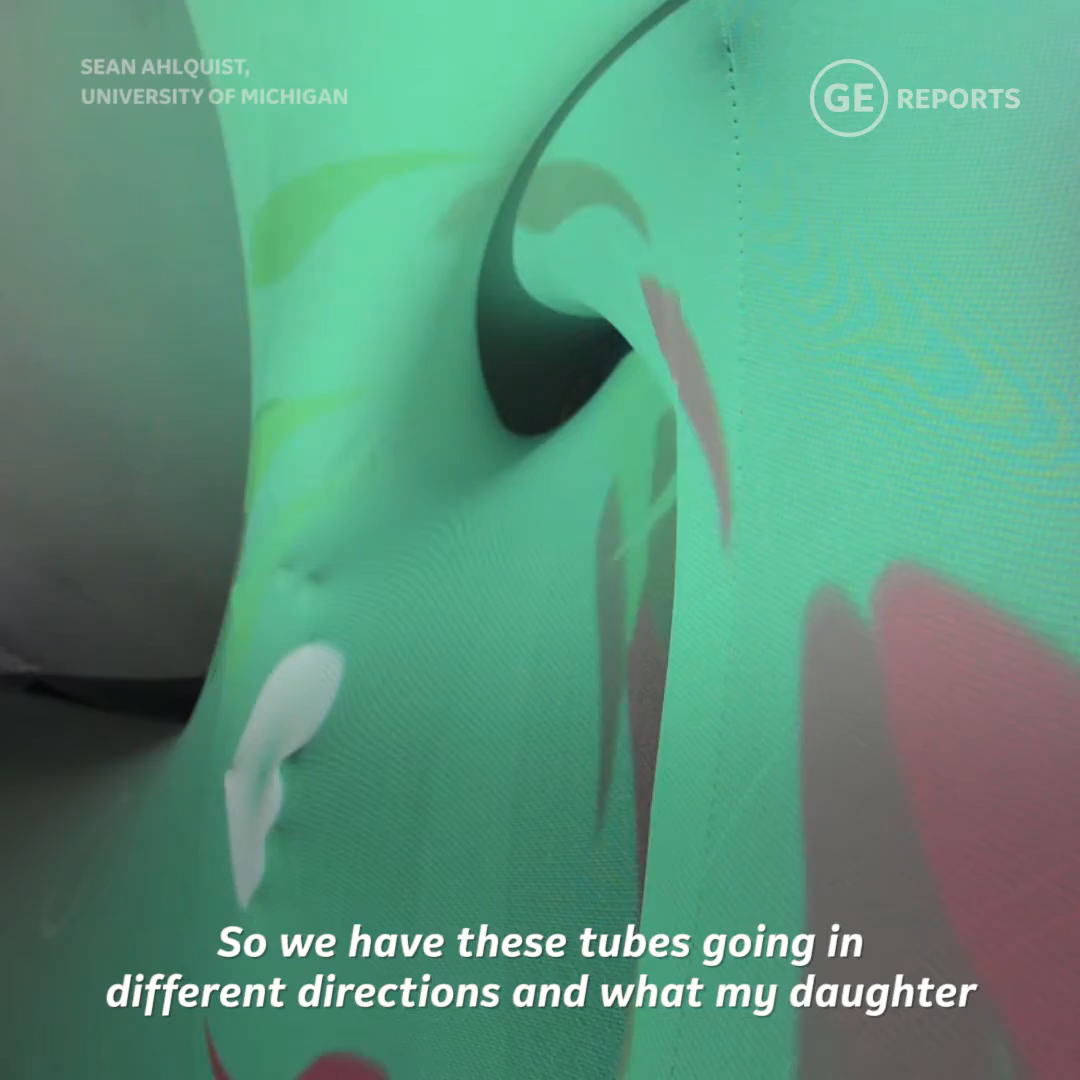 SEAN AHLQUIST,
UNIVERSITY OF MICHIGAN
GE REPORTS
So we have these tubes going in
different directions and what my daughter